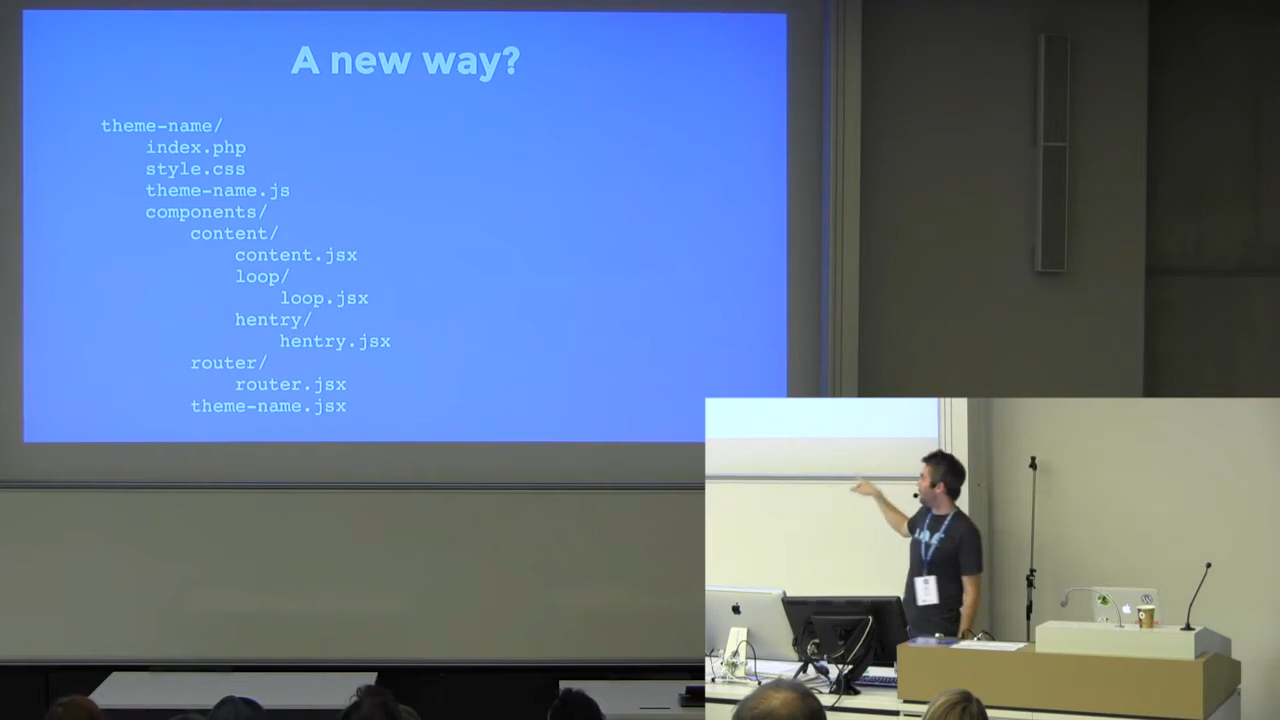 A new way?
theme-name/
index.php
style.css
theme-name.js
components/
content/
content.jsx
loop/
loop.jsx
hentry/
hentry.jsx
router/
router.jsx
theme-name.jsx